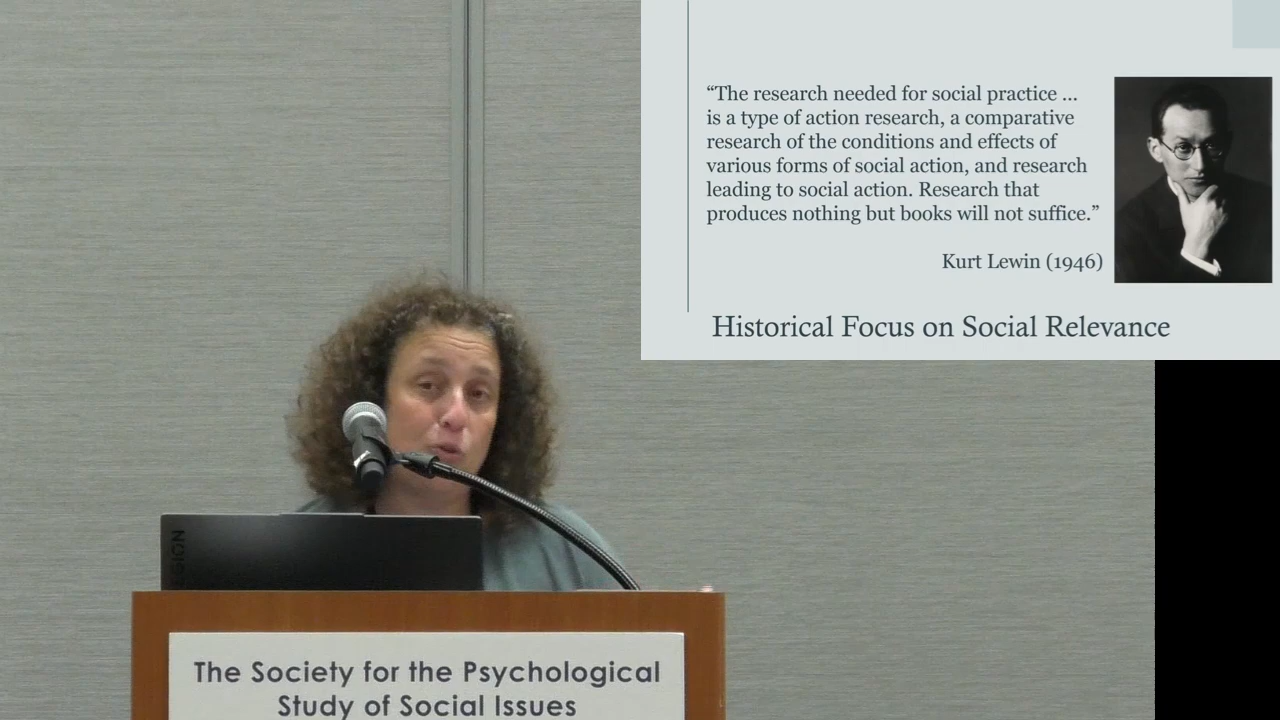 “The research needed for social practice ...
is a type of action research, a comparative
research of the conditions and effects of
various forms of social action, and research
leading to social action. Research that
produces nothing but books will not suffice.”
Kurt Lewin (1946)
Historical Focus on Social Relevance
The Society for the Psychological
Study of Social Issues